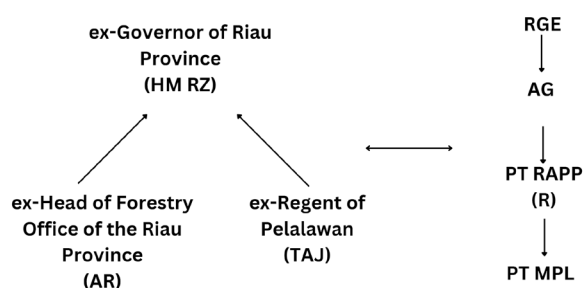 ex-Governor of Riau
Province
(HM RZ)
ex-Head of Forestry
Office of the Riau
Province
(AR)
ex-Regent of
Pelalawan
(TAJ)
RGE
AG
PT RAPP
(R)
PT MPL